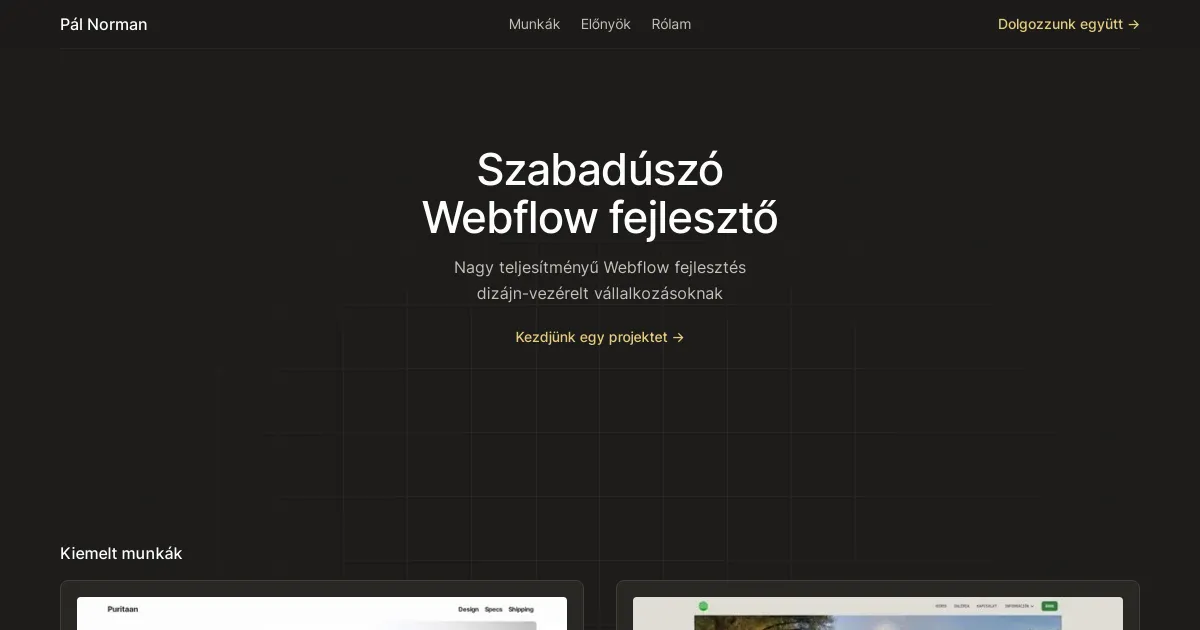 Pál Norman
Munkák Előnyök Rólam
Dolgozzunk együtt →
Szabadúszó
Webflow fejlesztő
Nagy teljesítményű Webflow fejlesztés
dizájn-vezérelt vállalkozásoknak
Kezdjünk egy projektet →
Kiemelt munkák
Puritaan
Design Specs Shipping